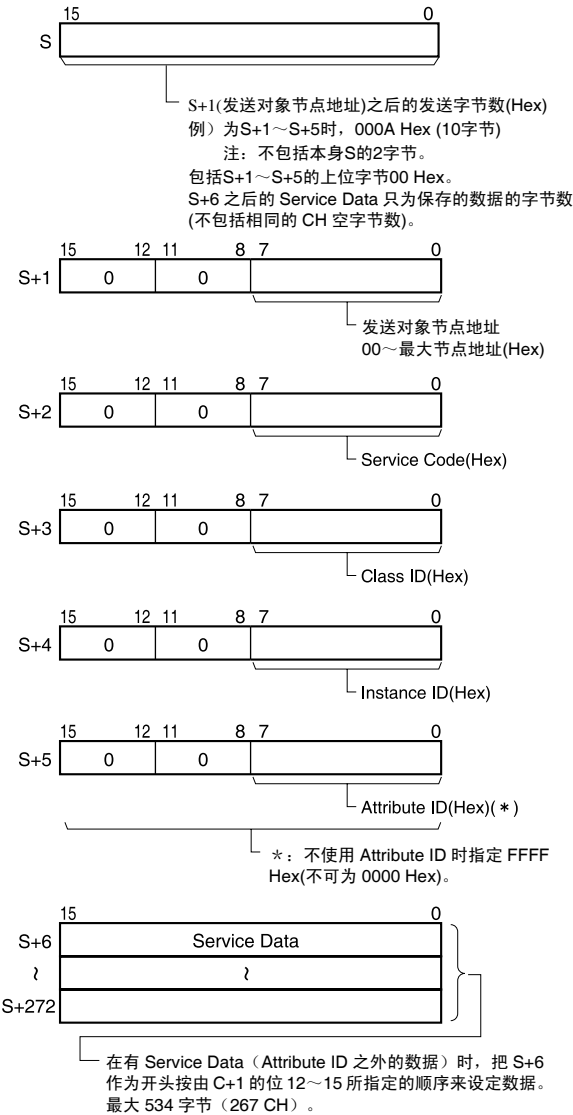 15 0
S
S+1(发送对象节点地址)之后的发送字节数(Hex)
例）为S+1～S+5时，000A Hex (10字节)
注：不包括本身S的2字节。
包括S+1～S+5的上位字节00 Hex。
S+6 之后的 Service Data 只为保存的数据的字节数
(不包括相同的 CH 空字节数)。
15 12 11 8 7 0
S+1 0 0
发送对象节点地址
00～最大节点地址(Hex)
15 12 11 8 7 0
S+2 0 0
Service Code(Hex)
15 12 11 8 7 0
S+3 0 0
Class ID(Hex)
15 12 11 8 7 0
S+4 0 0
Instance ID(Hex)
15 12 11 8 7 0
S+5 0 0
Attribute ID(Hex)(＊)
＊：不使用 Attribute ID 时指定 FFFF
Hex(不可为 0000 Hex)。
15 0
S+6 Service Data
～ ～
S+272
在有 Service Data（Attribute ID 之外的数据）时，把 S+6
作为开头按由 C+1 的位 12～15 所指定的顺序来设定数据。
最大 534 字节（267 CH）。